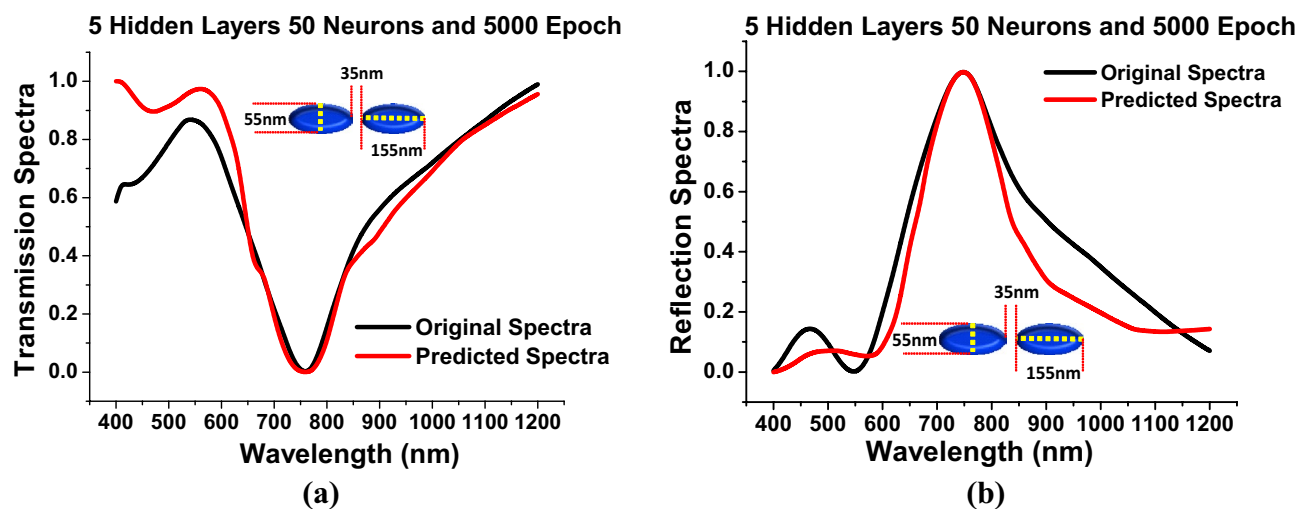 5 Hidden Layers 50 Neurons and 5000 Epoch
Transmission Spectra
1.0
0.8
0.6
0.4
0.2
0.0
35nm
55nm
155nm
Original Spectra
Predicted Spectra
400 500 600 700 800 900 1000 1100 1200
Wavelength (nm)
(a)
5 Hidden Layers 50 Neurons and 5000 Epoch
Reflection Spectra
1.0
0.8
0.6
0.4
0.2
0.0
Original Spectra
Predicted Spectra
35nm
55nm
155nm
400 500 600 700 800 900 1000 1100 1200
Wavelength (nm)
(b)